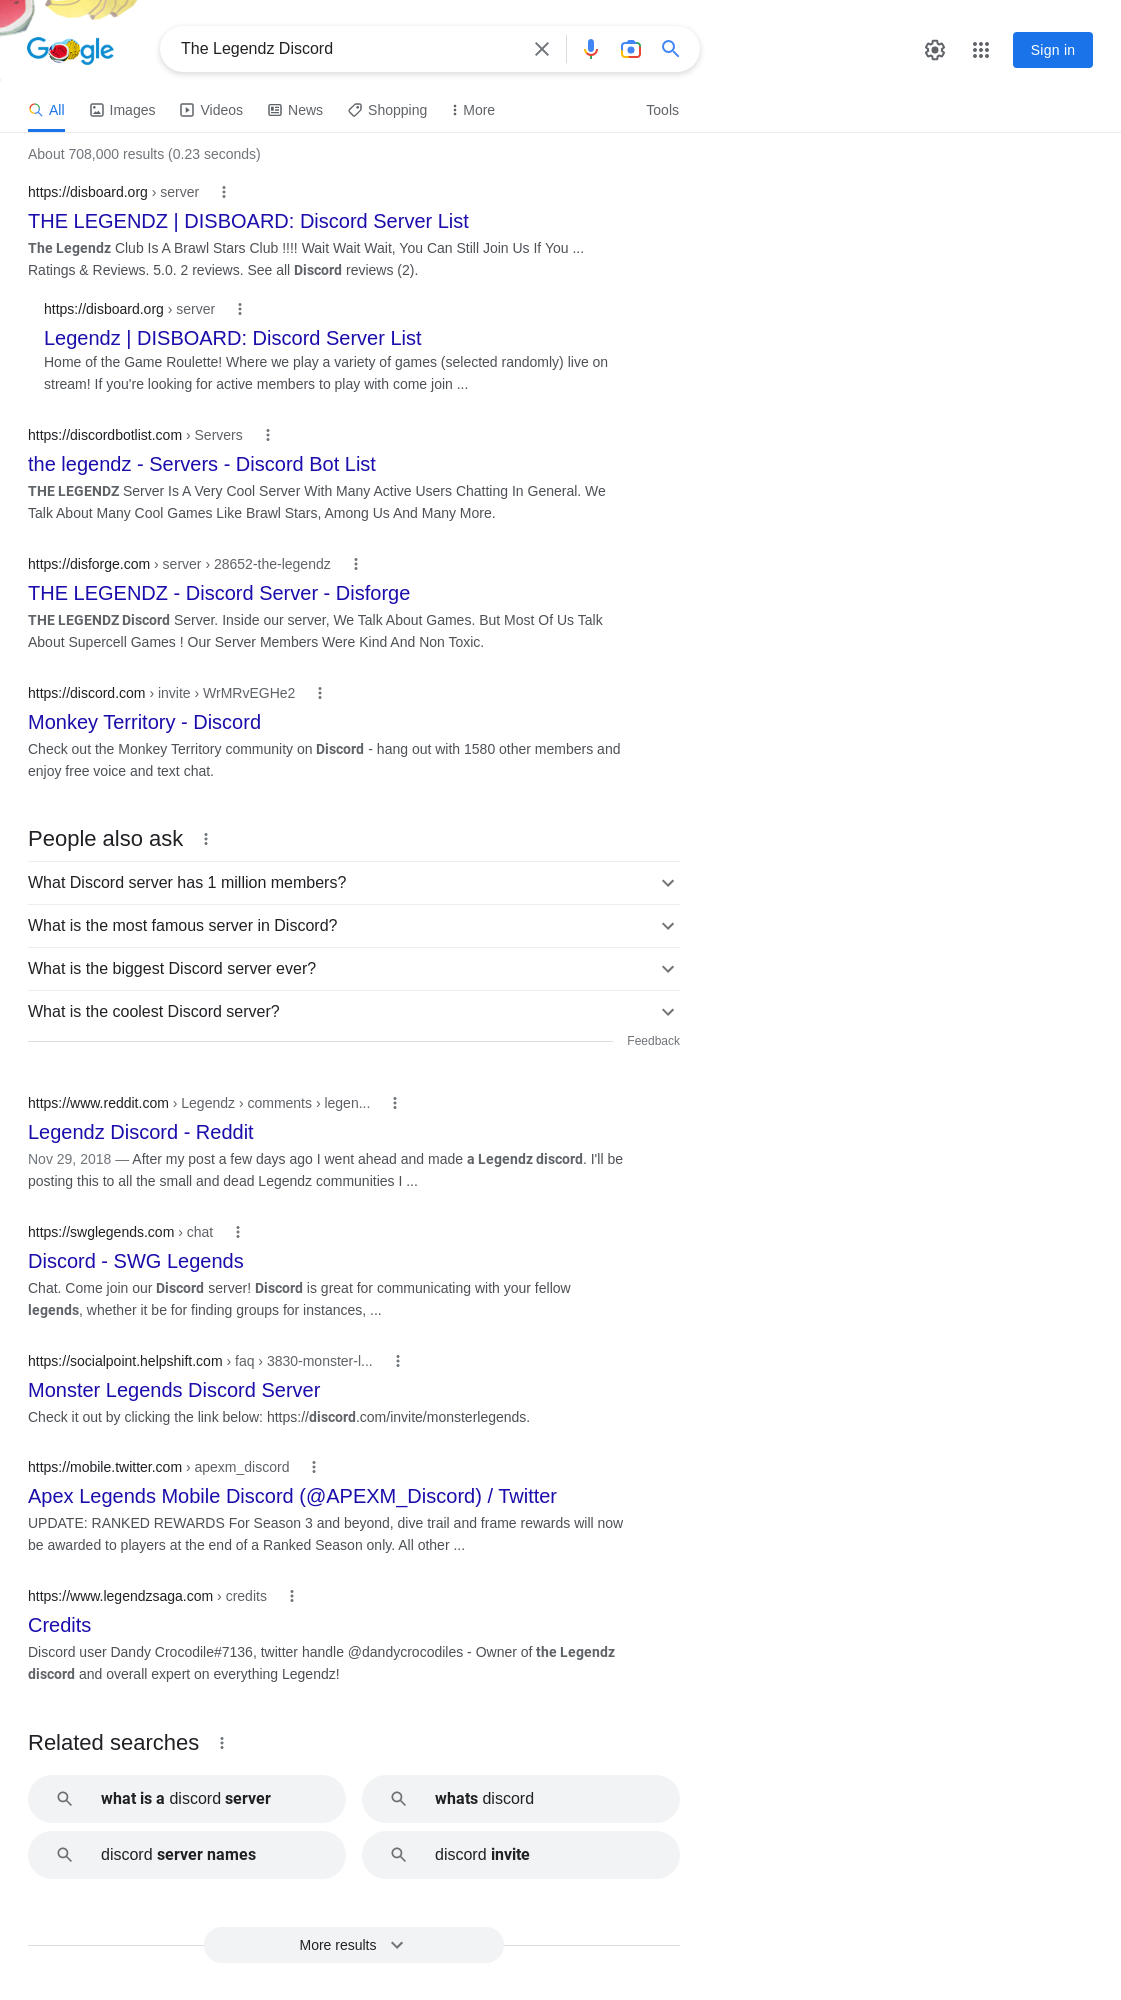 Google
The Legendz Discord
Sign in
All
Images
Videos
News
Shopping
More
Tools
About 708,000 results (0.23 seconds)
https://disboard.org › server
THE LEGENDZ | DISBOARD: Discord Server List
The Legendz Club Is A Brawl Stars Club !!!! Wait Wait Wait, You Can Still Join Us If You ...
Ratings & Reviews. 5.0. 2 reviews. See all Discord reviews (2).
https://disboard.org › server
Legendz | DISBOARD: Discord Server List
Home of the Game Roulette! Where we play a variety of games (selected randomly) live on
stream! If you're looking for active members to play with come join ...
https://discordbotlist.com › Servers
the legendz - Servers - Discord Bot List
THE LEGENDZ Server Is A Very Cool Server With Many Active Users Chatting In General. We
Talk About Many Cool Games Like Brawl Stars, Among Us And Many More.
https://disforge.com › server › 28652-the-legendz
THE LEGENDZ - Discord Server - Disforge
THE LEGENDZ Discord Server. Inside our server, We Talk About Games. But Most Of Us Talk
About Supercell Games ! Our Server Members Were Kind And Non Toxic.
https://discord.com › invite › WrMRvEGHe2
Monkey Territory - Discord
Check out the Monkey Territory community on Discord - hang out with 1580 other members and
enjoy free voice and text chat.
People also ask
What Discord server has 1 million members?
What is the most famous server in Discord?
What is the biggest Discord server ever?
What is the coolest Discord server?
Feedback
https://www.reddit.com › Legendz › comments › legen...
Legendz Discord - Reddit
Nov 29, 2018 — After my post a few days ago I went ahead and made a Legendz discord. I'll be
posting this to all the small and dead Legendz communities I ...
https://swglegends.com › chat
Discord - SWG Legends
Chat. Come join our Discord server! Discord is great for communicating with your fellow
legends, whether it be for finding groups for instances, ...
https://socialpoint.helpshift.com › faq › 3830-monster-l...
Monster Legends Discord Server
Check it out by clicking the link below: https://discord.com/invite/monsterlegends.
https://mobile.twitter.com › apexm_discord
Apex Legends Mobile Discord (@APEXM_Discord) / Twitter
UPDATE: RANKED REWARDS For Season 3 and beyond, dive trail and frame rewards will now
be awarded to players at the end of a Ranked Season only. All other ...
https://www.legendzsaga.com › credits
Credits
Discord user Dandy Crocodile#7136, twitter handle @dandycrocodiles - Owner of the Legendz
discord and overall expert on everything Legendz!
Related searches
what is a discord server
whats discord
discord server names
discord invite
More results